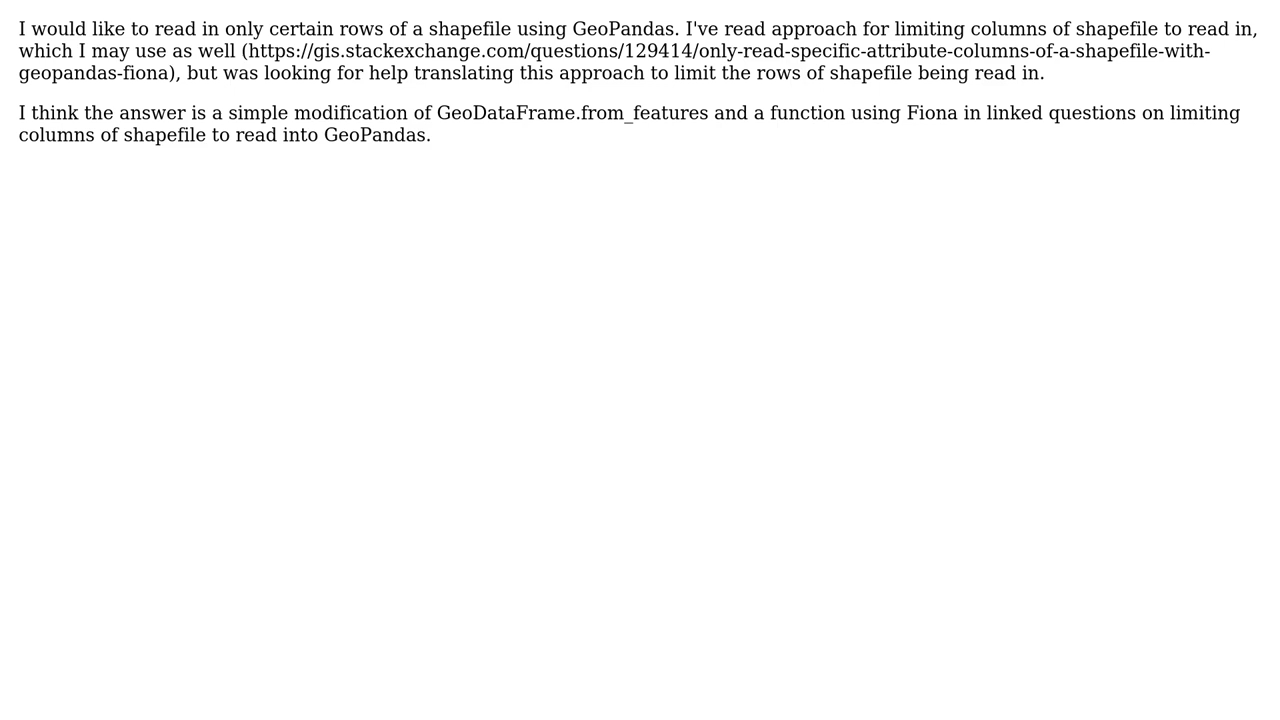 I would like to read in only certain rows of a shapefile using GeoPandas. I've read approach for limiting columns of shapefile to read in,
which I may use as well (https://gis.stackexchange.com/questions/129414/only-read-specific-attribute-columns-of-a-shapefile-with-
geopandas-fiona), but was looking for help translating this approach to limit the rows of shapefile being read in.
I think the answer is a simple modification of GeoDataFrame.from_features and a function using Fiona in linked questions on limiting
columns of shapefile to read into GeoPandas.